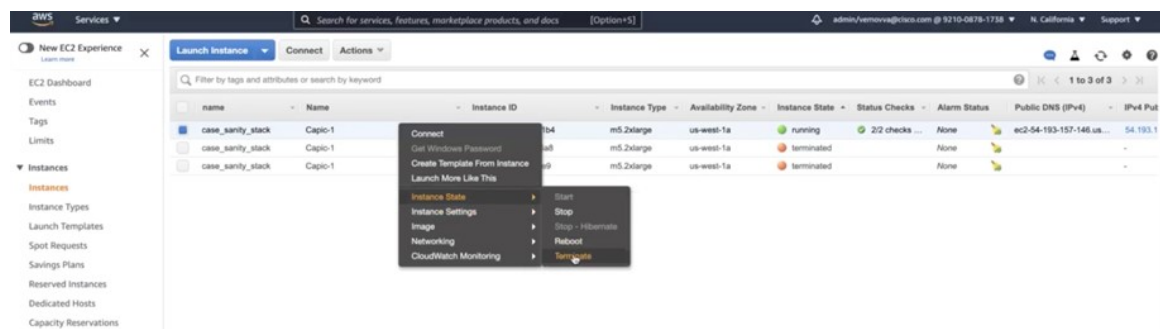 aws Services Search for services, features, marketplace products, and docs [Option+S] admin/vernovva@cisco.com @ 9210-0878-1738 N. California Support
New EC2 Experience
Learn more
Launch Instance Connect Actions
Filter by tags and attributes or search by keyword 1 to 3 of 3
EC2 Dashboard
Events
Tags
Limits
Instances
Instances
Instance Types
Launch Templates
Spot Requests
Savings Plans
Reserved Instances
Dedicated Hosts
Capacity Reservations
name Name Instance ID Instance Type Availability Zone Instance State Status Checks Alarm Status Public DNS (IPv4) IPv4 Pub
case_sanity_stack Capic-1 1b4 m5.2xlarge us-west-1a running 2/2 checks ... None ec2-54-193-157-146.us... 54.193.1
case_sanity_stack Capic-1 m5.2xlarge us-west-1a terminated None -
case_sanity_stack Capic-1 m5.2xlarge us-west-1a terminated None -
Connect
Get Windows Password
Create Template From Instance
Launch More Like This
Instance State
Instance Settings
Image
Networking
CloudWatch Monitoring
Start
Stop
Stop - Hibernate
Reboot
Terminate